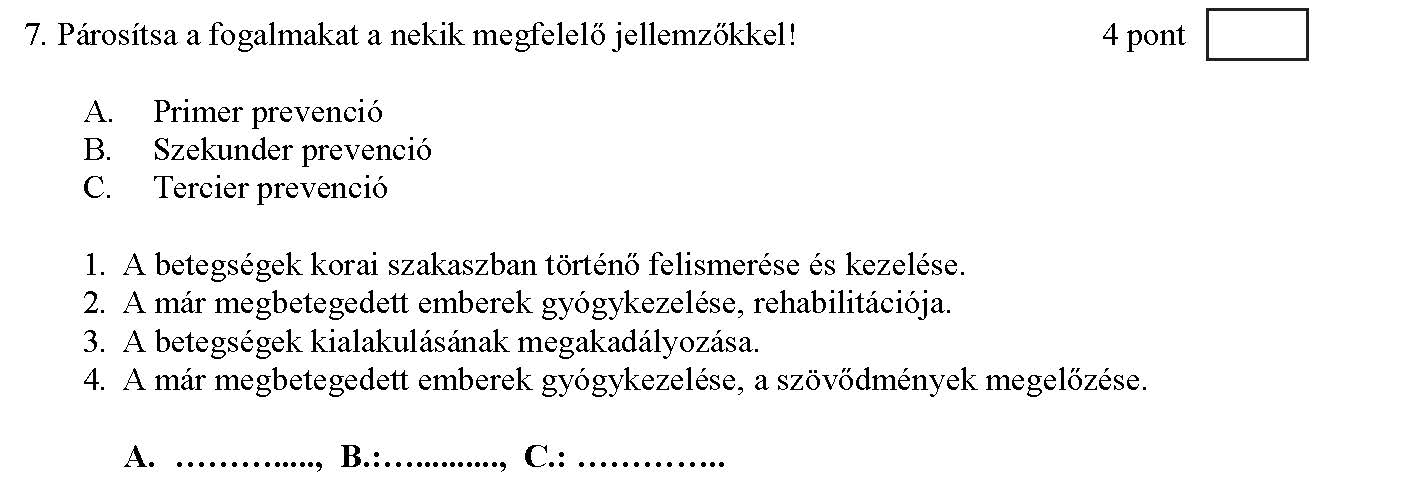 7. Párosítsa a fogalmakat a nekik megfelelő jellemzőkkel! 4 pont
A. Primer prevenció
B. Szekunder prevenció
C. Tercier prevenció
1. A betegségek korai szakaszban történő felismerése és kezelése.
2. A már megbetegedett emberek gyógykezelése, rehabilitációja.
3. A betegségek kialakulásának megakadályozása.
4. A már megbetegedett emberek gyógykezelése, a szövődmények megelőzése.
A. ………....., B.:…..........., C.: …………..